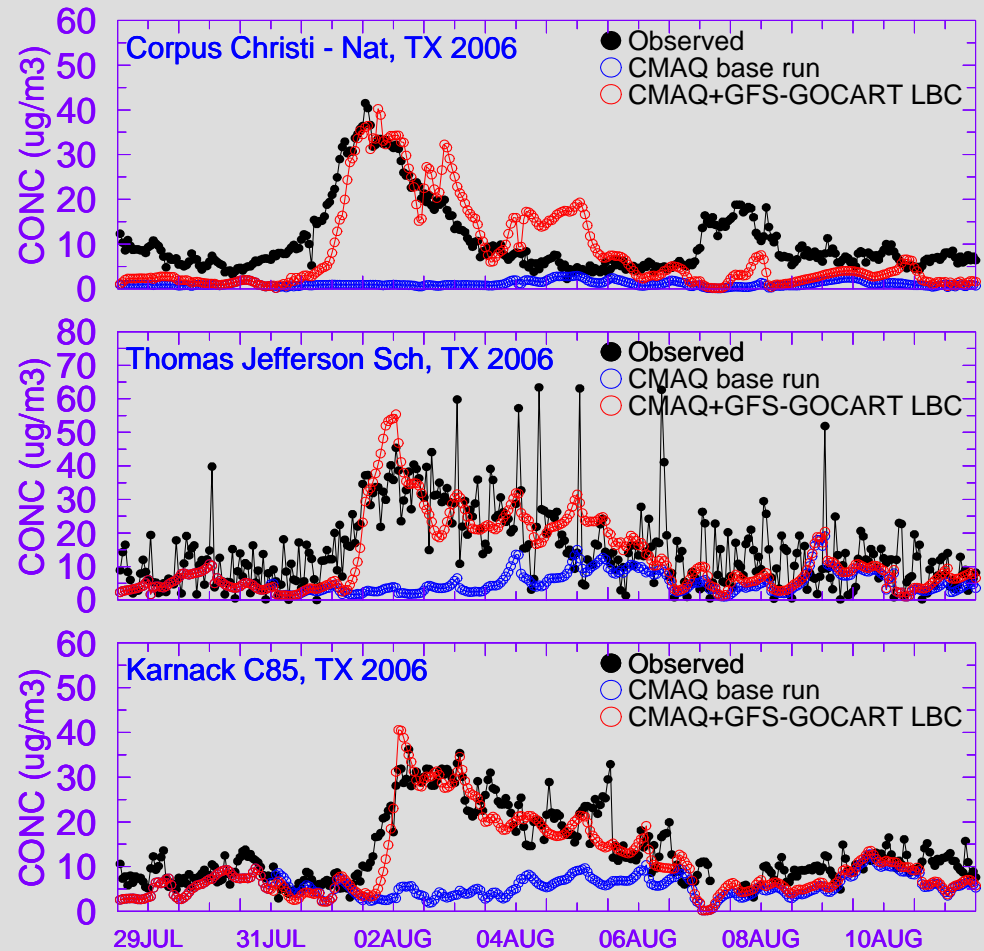 Corpus Christi - Nat, TX 2006
Observed
CMAQ base run
CMAQ+GFS-GOCART LBC
CONC (ug/m3)
60
50
40
30
20
10
0
Thomas Jefferson Sch, TX 2006
Observed
CMAQ base run
CMAQ+GFS-GOCART LBC
CONC (ug/m3)
80
70
60
50
40
30
20
10
0
Karnack C85, TX 2006
Observed
CMAQ base run
CMAQ+GFS-GOCART LBC
CONC (ug/m3)
60
50
40
30
20
10
0
29JUL 31JUL 02AUG 04AUG 06AUG 08AUG 10AUG